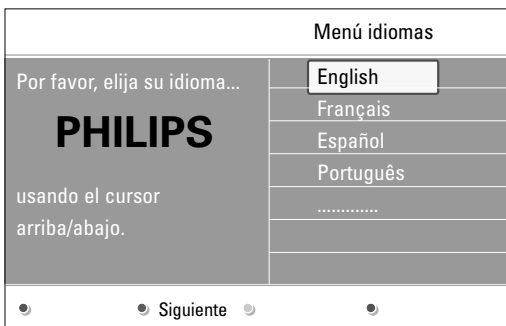 Menú idiomas
Por favor, elija su idioma...
PHILIPS
usando el cursor
arriba/abajo.
English
Français
Español
Português
.............
Siguiente